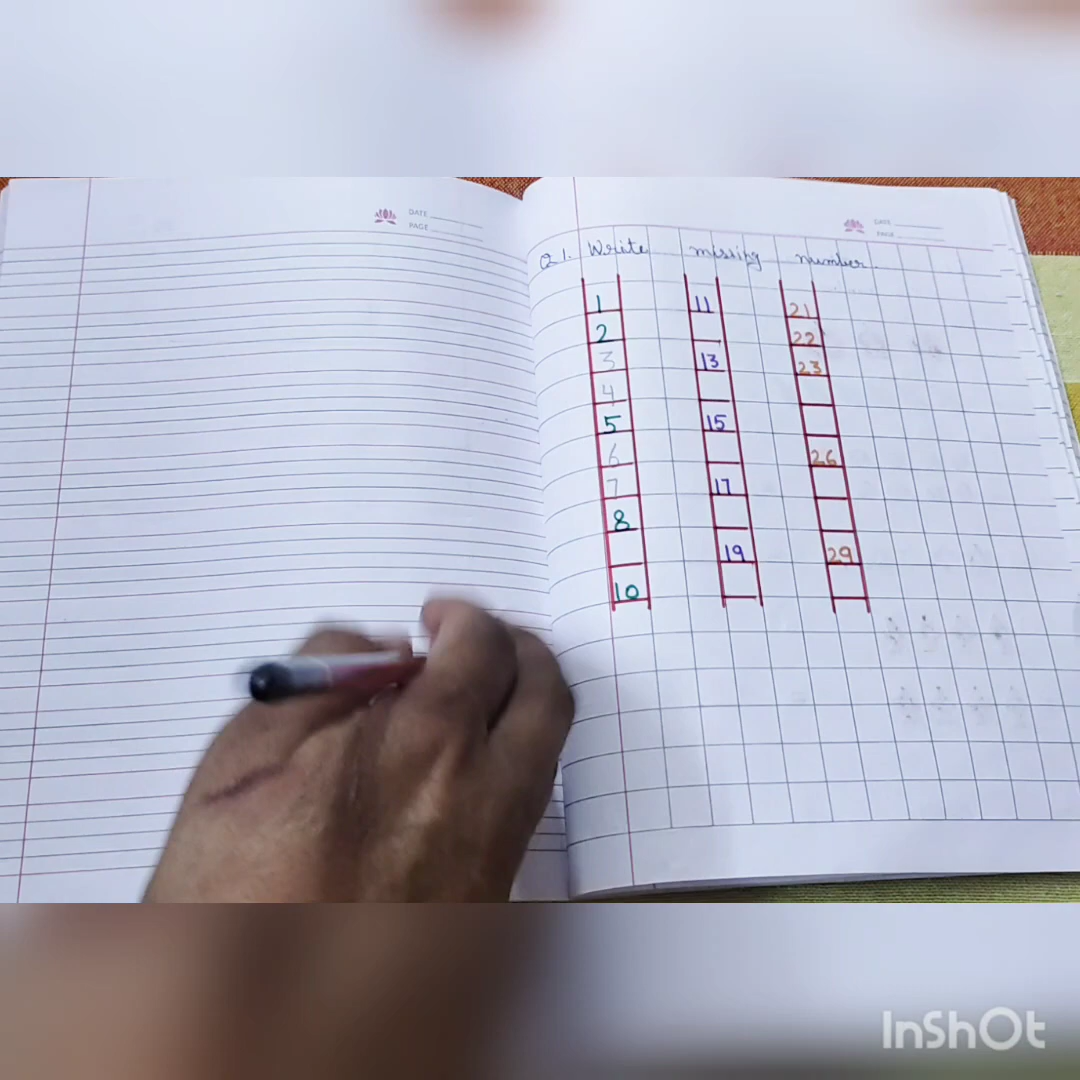 DATE
PAGE
DATE
PAGE
Q1. Write missing number.
1 11 21
2 22
3 13 23
4
5 15
6 26
7 17
8
19 29
10
InShOt